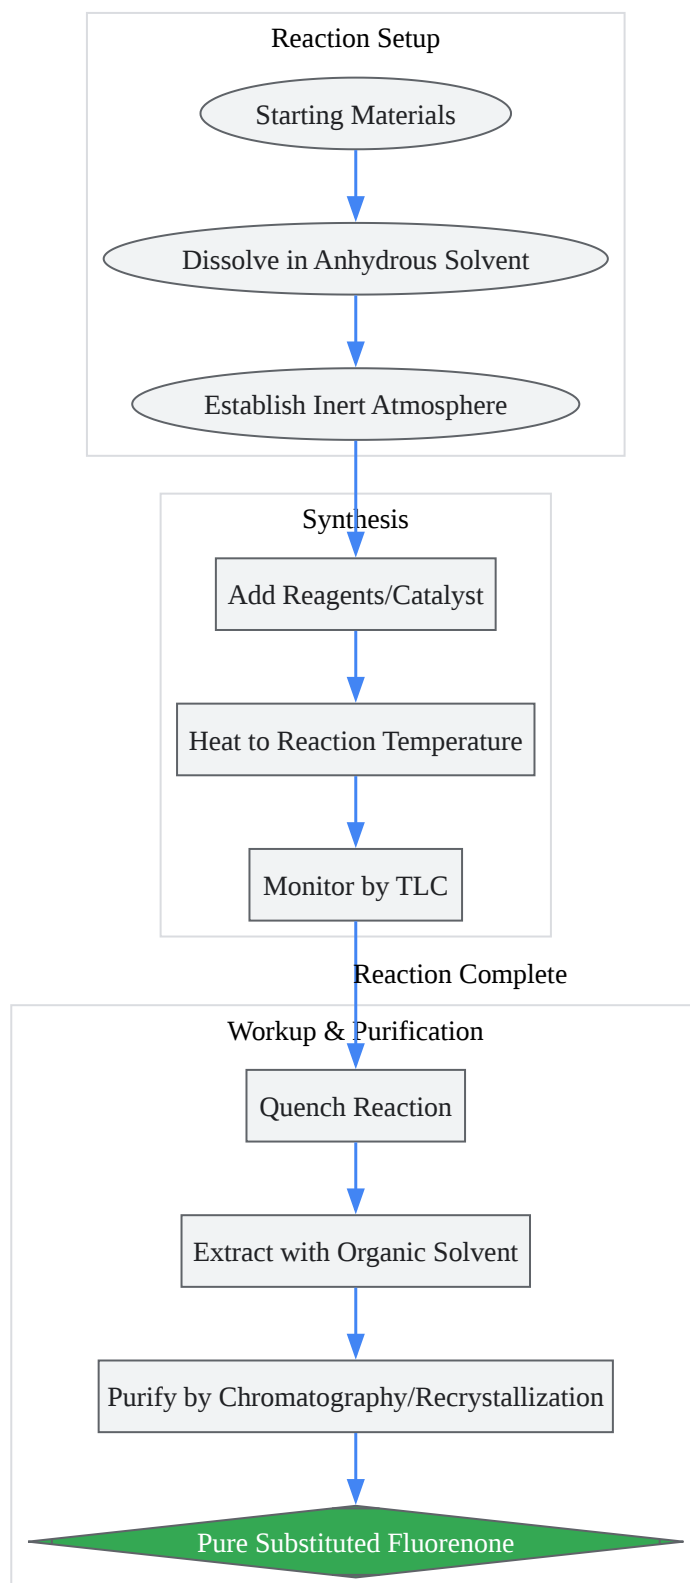 Reaction Setup
Starting Materials
Dissolve in Anhydrous Solvent
Establish Inert Atmosphere
Synthesis
Add Reagents/Catalyst
Heat to Reaction Temperature
Monitor by TLC
Reaction Complete
Workup & Purification
Quench Reaction
Extract with Organic Solvent
Purify by Chromatography/Recrystallization
Pure Substituted Fluorenone